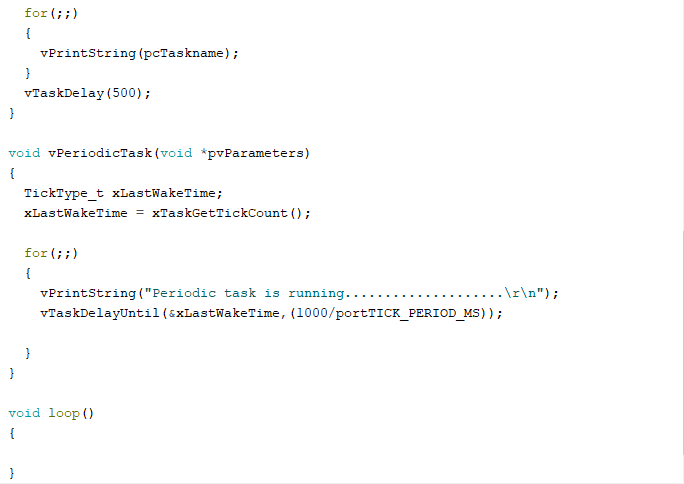 for(;;)
{
vPrintString(pcTaskname);
}
vTaskDelay(500);
}
void vPeriodicTask(void *pvParameters)
{
TickType_t xLastWakeTime;
xLastWakeTime = xTaskGetTickCount();
for(;;)
{
vPrintString("Periodic task is running....................\r\n");
vTaskDelayUntil(&xLastWakeTime,(1000/portTICK_PERIOD_MS));
}
}
void loop()
{
}